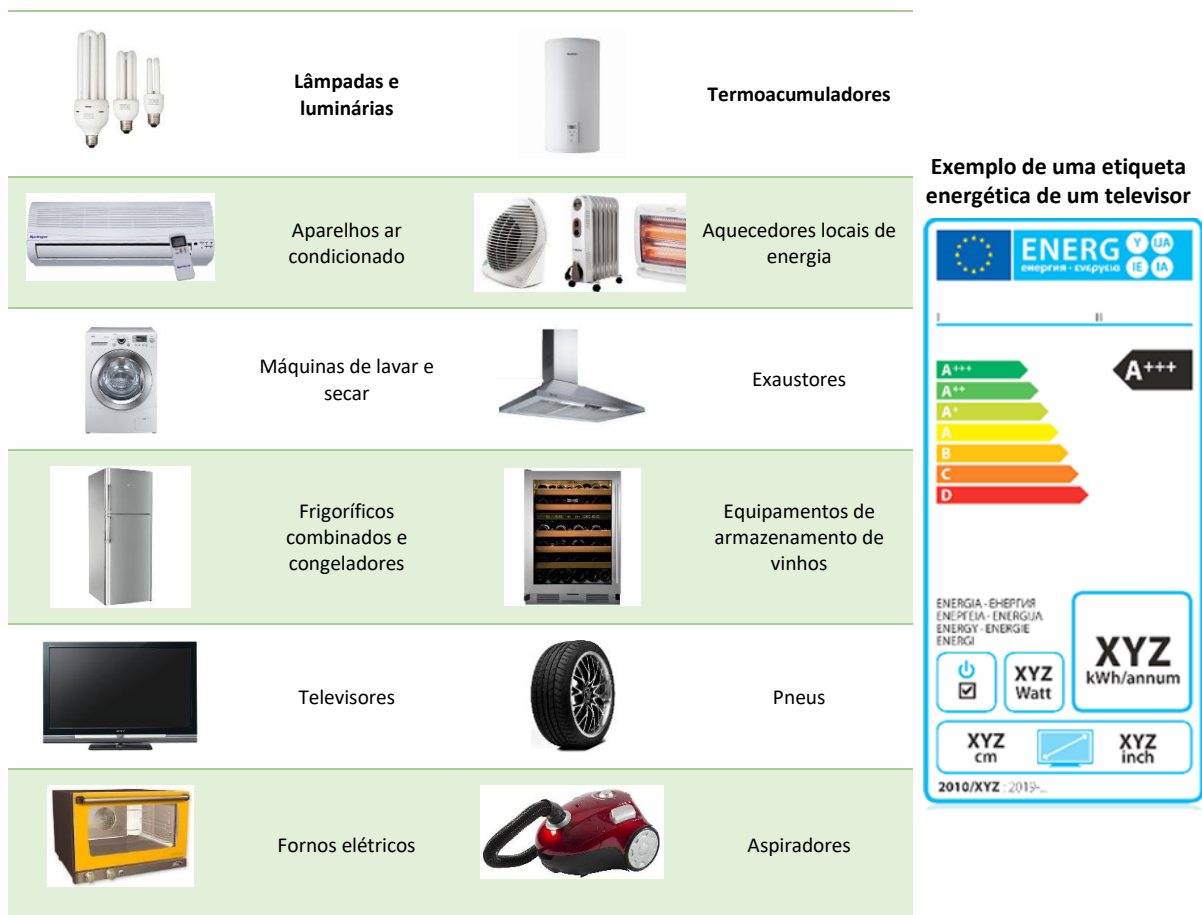 Lâmpadas e
luminárias
Termoacumuladores
Aparelhos ar
condicionado
Aquecedores locais de
energia
Máquinas de lavar e
secar
Exaustores
Frigoríficos
combinados e
congeladores
Equipamentos de
armazenamento de
vinhos
Televisores
Pneus
Fornos elétricos
Aspiradores
Exemplo de uma etiqueta
energética de um televisor
ENERG Y UA
енергия · ενεργεια IE IA
I II
A+++ A+++
A++
A+
A
B
C
D
ENERGIA · ЕНЕРГИЯ
ΕΝΕΡΓΕΙΑ · ENERGIJA
ENERGY · ENERGIE
ENERGI
XYZ
Watt
XYZ
kWh/annum
XYZ
cm
XYZ
inch
2010/XYZ : 2019-...